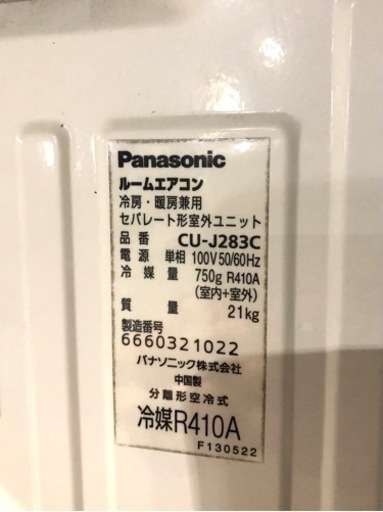 Panasonic
ルームエアコン
冷房・暖房兼用
セパレート形室外ユニット
品番 CU-J283C
電源 単相 100V 50/60Hz
冷媒量 750g R410A
(室内+室外)
質量 21kg
製造番号
6660321022
パナソニック株式会社
中国製
分離形空冷式
冷媒R410A
F130522